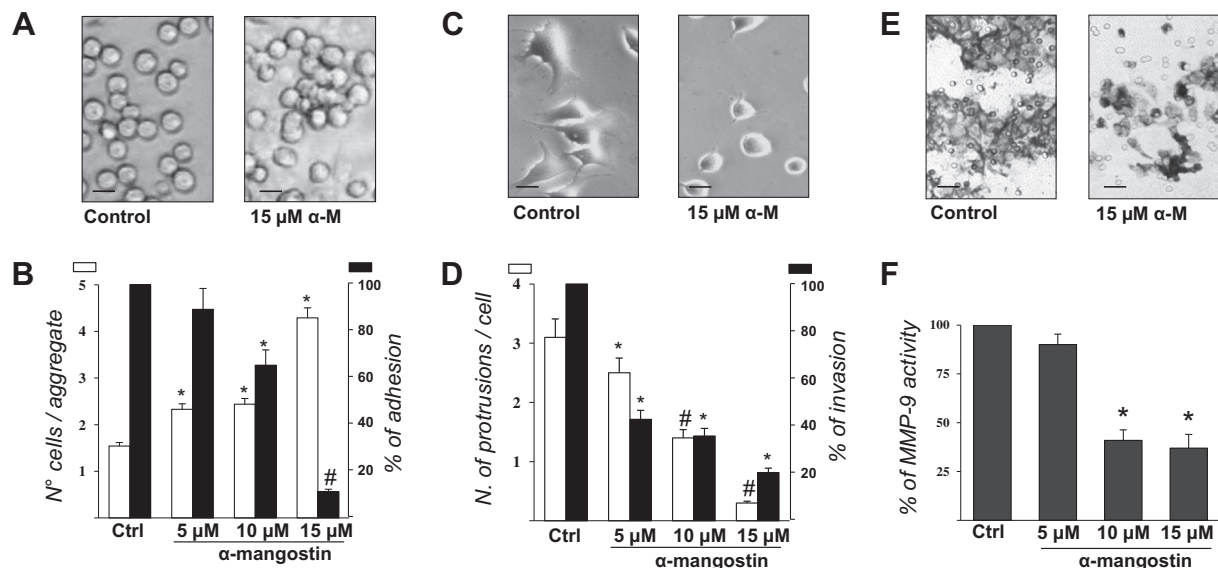 A
Control
15 µM α-M
B
N° cells / aggregate
5
4
3
2
1
100
80
60
40
20
% of adhesion
*
*
*
*
#
Ctrl
5 µM
10 µM
15 µM
α-mangostin
C
Control
15 µM α-M
D
N. of protrusions / cell
4
3
2
1
100
80
60
40
20
% of invasion
*
*
#
*
#
*
Ctrl
5 µM
10 µM
15 µM
α-mangostin
E
Control
15 µM α-M
F
% of MMP-9 activity
100
75
50
25
*
*
Ctrl
5 µM
10 µM
15 µM
α-mangostin